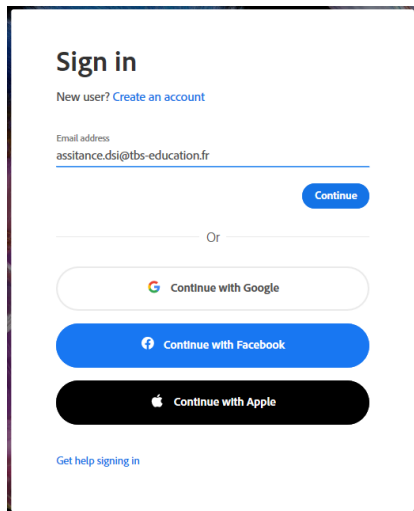 Sign in
New user? Create an account
Email address
assitance.dsi@tbs-education.fr
Continue
Or
Continue with Google
Continue with Facebook
Continue with Apple
Get help signing in